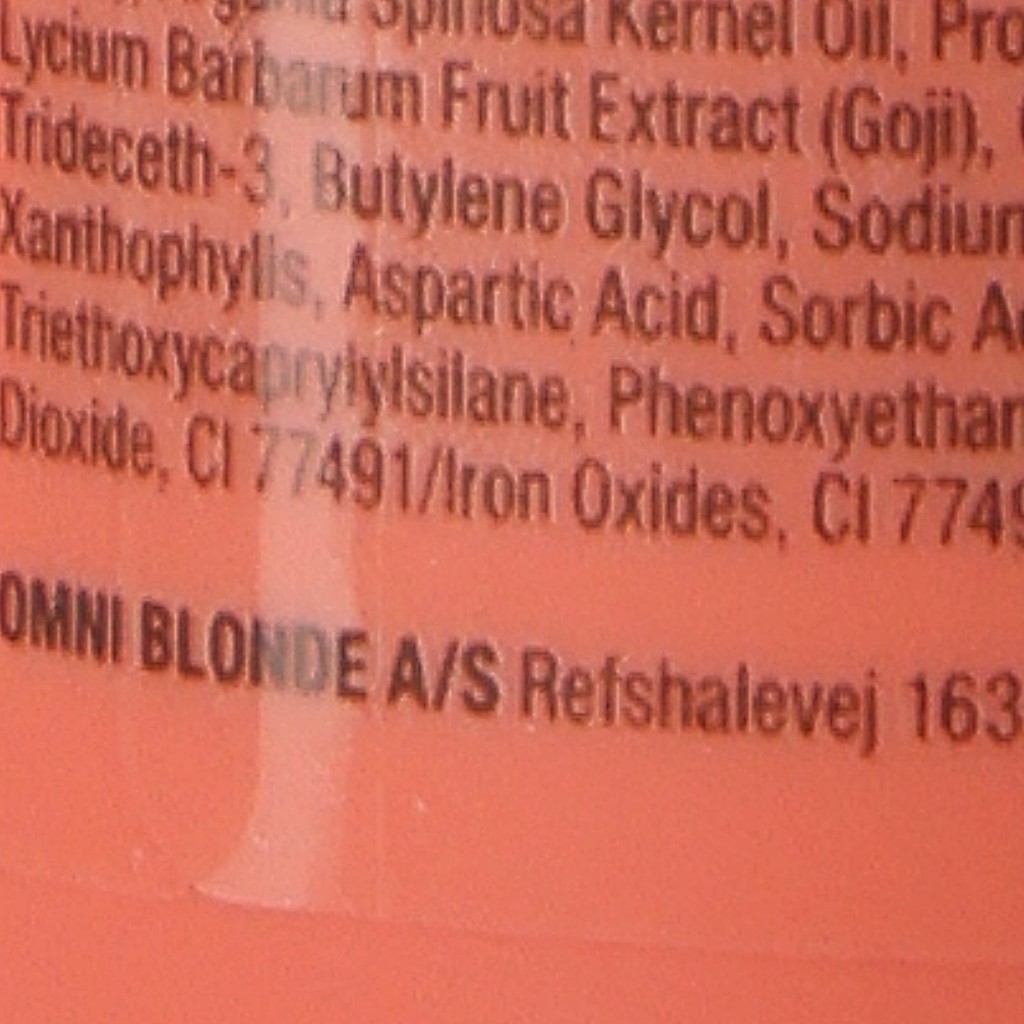 Spinosa Kernel Oil, Pro
Lycium Barbarum Fruit Extract (Goji),
Trideceth-3, Butylene Glycol, Sodium
Xanthophylls, Aspartic Acid, Sorbic Ac
Triethoxycaprylylsilane, Phenoxyethan
Dioxide, CI 77491/Iron Oxides, CI 7749
OMNI BLONDE A/S Refshalevej 163